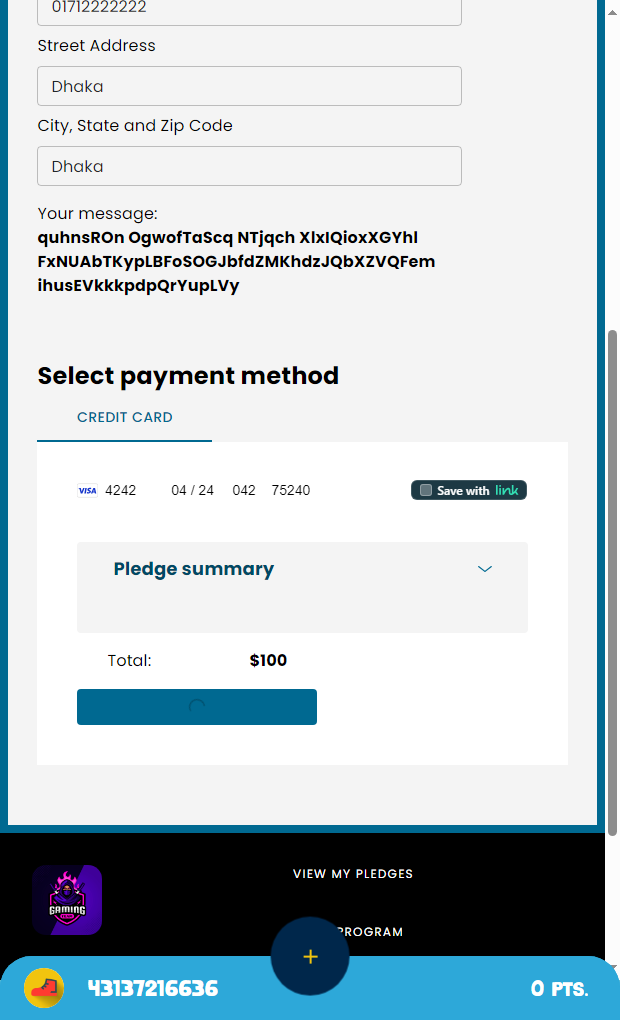 01712222222
Street Address
Dhaka
City, State and Zip Code
Dhaka
Your message:
quhnsROn OgwofTaScq NTjqch XlxIQioxXGYhl
FxNUAbTKypLBFoSOGJbfdZMKhdzJQbXZVQFem
ihusEVkkkpdpQrYupLVy
Select payment method
CREDIT CARD
VISA 4242 04 / 24 042 75240 Save with link
Pledge summary
Total: $100
VIEW MY PLEDGES
GAMING
PROGRAM
+
43137216636 0 PTS.